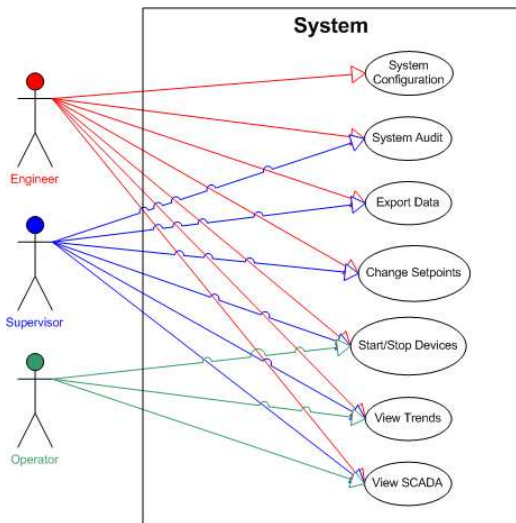 System
System
Configuration
System Audit
Engineer
Export Data
Change Setpoints
Supervisor
Start/Stop Devices
View Trends
Operator
View SCADA